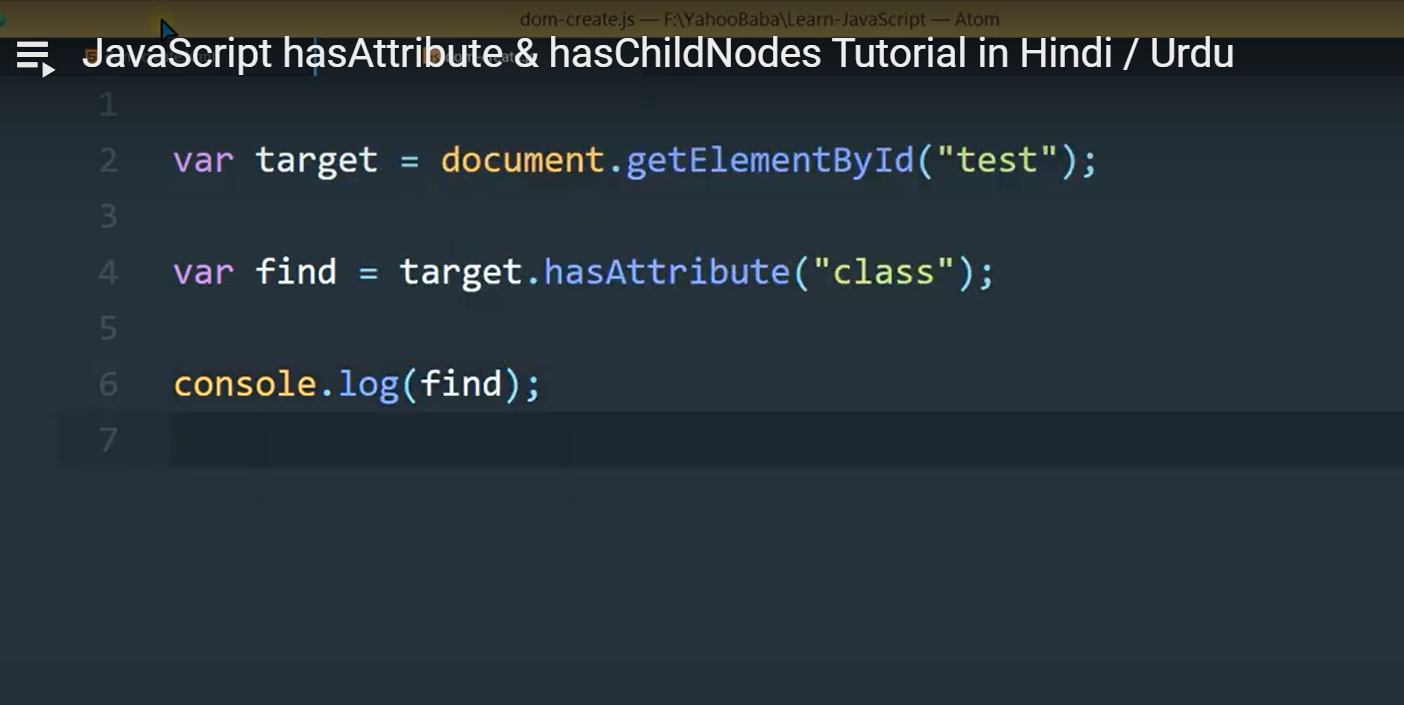 dom-create.js — F:\YahooBaba\Learn-JavaScript — Atom
JavaScript hasAttribute & hasChildNodes Tutorial in Hindi / Urdu
1
2 var target = document.getElementById("test");
3
4 var find = target.hasAttribute("class");
5
6 console.log(find);
7